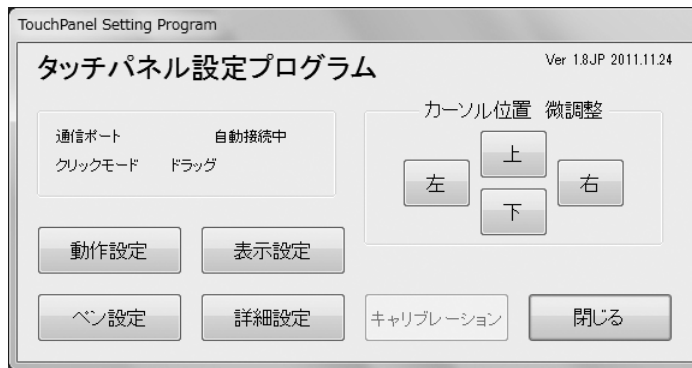 TouchPanel Setting Program
タッチパネル設定プログラム
Ver 1.8JP 2011.11.24
通信ポート 自動接続中
クリックモード ドラッグ
カーソル位置 微調整
上
左
右
下
動作設定
表示設定
ペン設定
詳細設定
キャリブレーション
閉じる